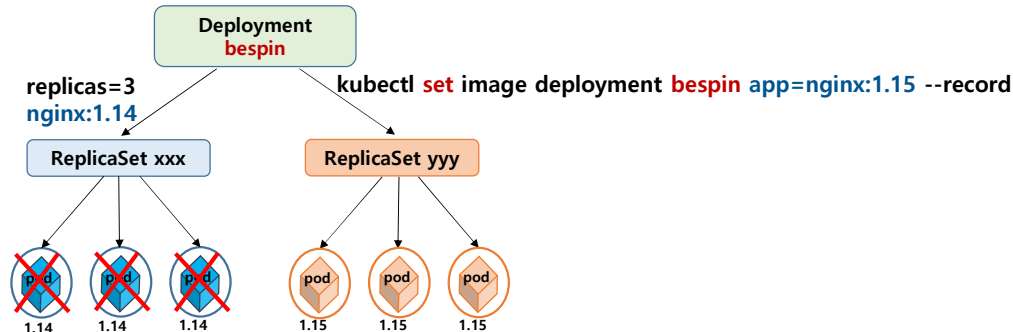 Deployment
bespin
replicas=3
nginx:1.14
kubectl set image deployment bespin app=nginx:1.15 --record
ReplicaSet xxx
ReplicaSet yyy
pod
pod
pod
pod
pod
pod
1.14
1.14
1.14
1.15
1.15
1.15